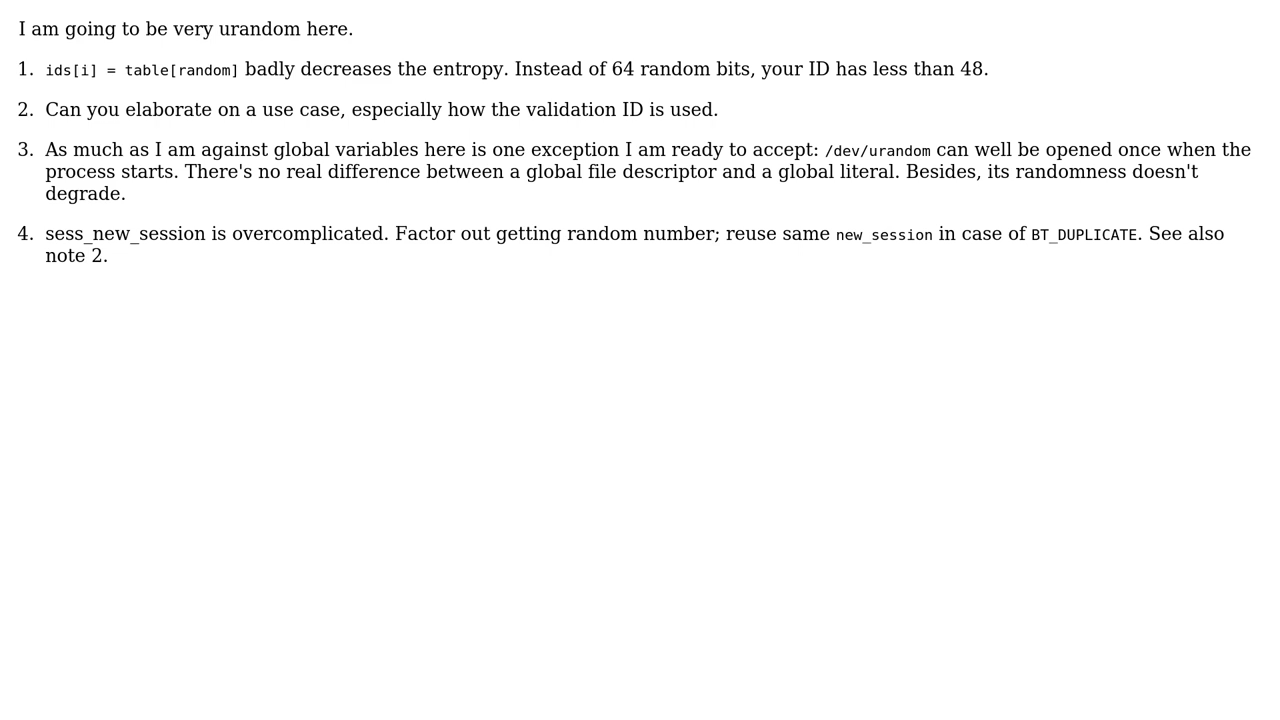 I am going to be very urandom here.
1. ids[i] = table[random] badly decreases the entropy. Instead of 64 random bits, your ID has less than 48.
2. Can you elaborate on a use case, especially how the validation ID is used.
3. As much as I am against global variables here is one exception I am ready to accept: /dev/urandom can well be opened once when the
process starts. There's no real difference between a global file descriptor and a global literal. Besides, its randomness doesn't
degrade.
4. sess_new_session is overcomplicated. Factor out getting random number; reuse same new_session in case of BT_DUPLICATE. See also
note 2.